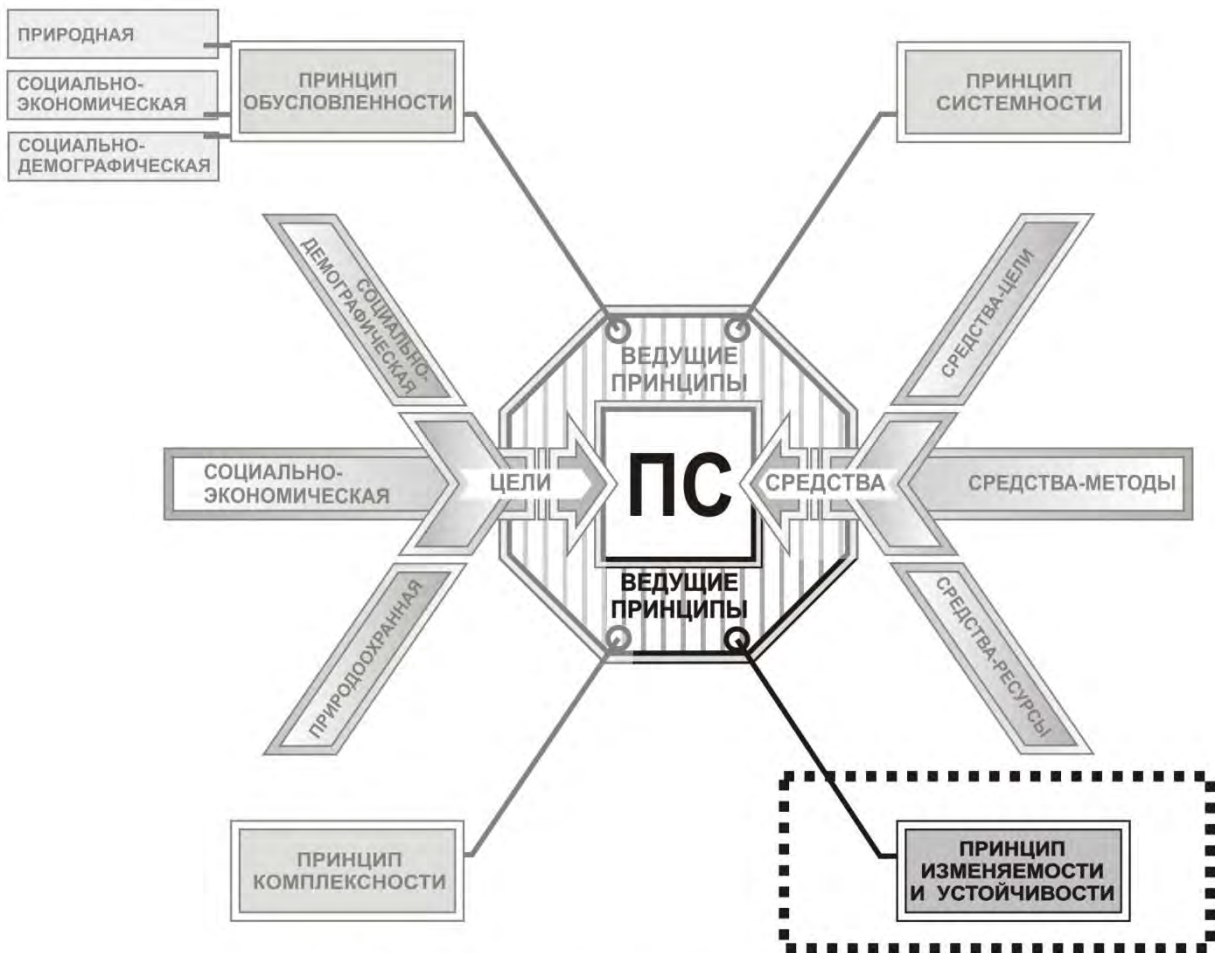 ПРИРОДНАЯ
СОЦИАЛЬНО-
ЭКОНОМИЧЕСКАЯ
СОЦИАЛЬНО-
ДЕМОГРАФИЧЕСКАЯ
ПРИНЦИП
ОБУСЛОВЛЕННОСТИ
ПРИНЦИП
СИСТЕМНОСТИ
СОЦИАЛЬНО-
ДЕМОГРАФИЧЕСКАЯ
СРЕДСТВА-ЦЕЛИ
ВЕДУЩИЕ
ПРИНЦИПЫ
СОЦИАЛЬНО-
ЭКОНОМИЧЕСКАЯ
ЦЕЛИ
ПС
СРЕДСТВА
СРЕДСТВА-МЕТОДЫ
ВЕДУЩИЕ
ПРИНЦИПЫ
ПРИРОДООХРАННАЯ
СРЕДСТВА-РЕСУРСЫ
ПРИНЦИП
КОМПЛЕКСНОСТИ
ПРИНЦИП
ИЗМЕНЯЕМОСТИ
И УСТОЙЧИВОСТИ